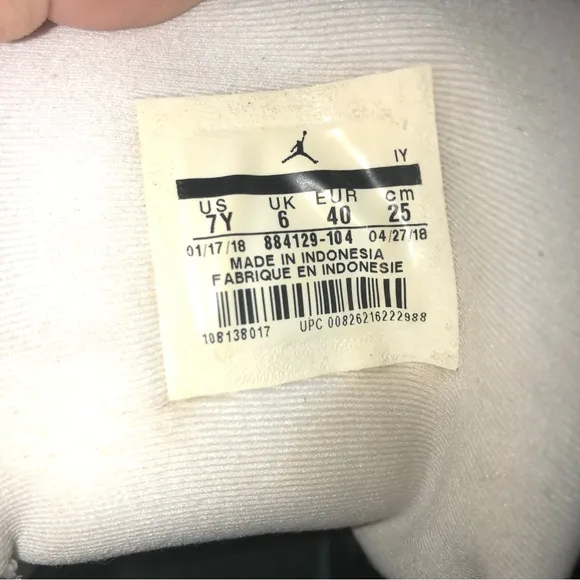 IY
US UK EUR cm
7Y 6 40 25
01/17/18 884129-104 04/27/18
MADE IN INDONESIA
FABRIQUE EN INDONESIE
108138017 UPC 00826216222988